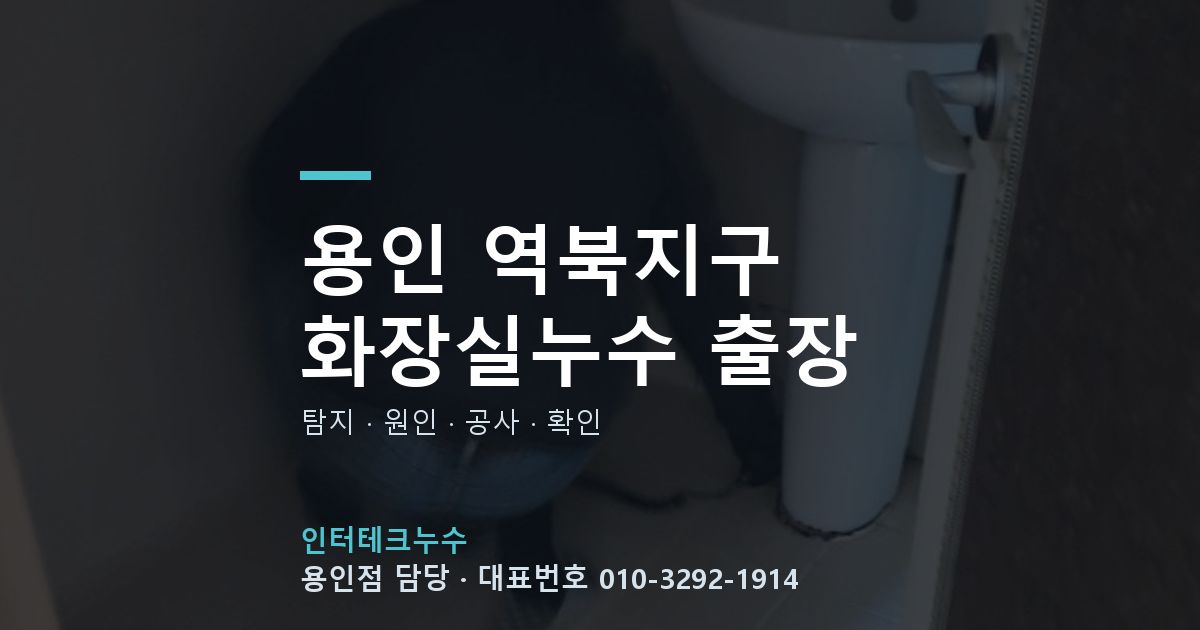 용인 역북지구
화장실누수 출장
탐지 · 원인 · 공사 · 확인
인터테크누수
용인점 담당 · 대표번호 010-3292-1914